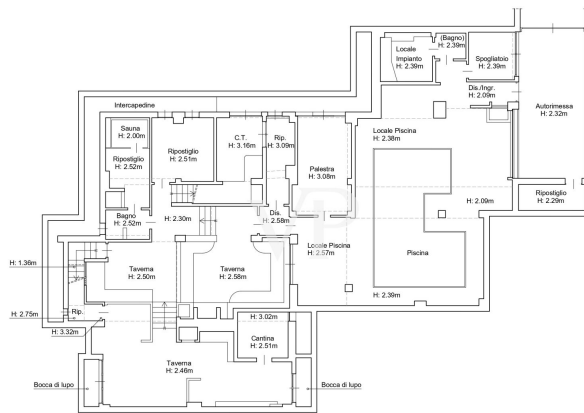 (Bagno)
H: 2.39m
Locale
Impianto
H: 2.39m
Spogliatoio
H: 2.39m
Dis./Ingr.
H: 2.09m
Autorimessa
H: 2.32m
Intercapedine
Sauna
H: 2.00m
Ripostiglio
H: 2.52m
Ripostiglio
H: 2.51m
C.T.
H: 3.16m
Rip.
H: 3.09m
Palestra
H: 3.08m
Locale Piscina
H: 2.38m
H: 2.09m
Ripostiglio
H: 2.29m
Bagno
H: 2.52m
H: 2.30m
Dis.
H: 2.58m
VP
Locale Piscina
H: 2.57m
Piscina
H: 1.36m
Taverna
H: 2.50m
Taverna
H: 2.58m
H: 2.39m
H: 2.75m
Rip.
H: 3.32m
H: 3.02m
Cantina
H: 2.51m
Taverna
H: 2.46m
Bocca di lupo
Bocca di lupo